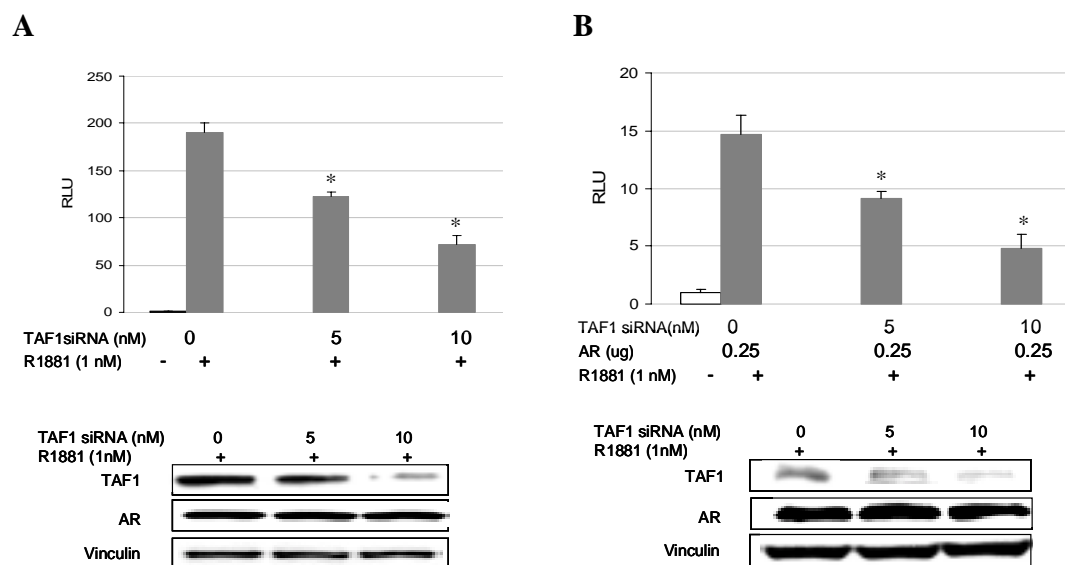 A
250
200
150
100
50
0
RLU
*
*
TAF1siRNA (nM) 0 5 10
R1881 (1 nM) - + + +
TAF1 siRNA (nM) 0 5 10
R1881 (1nM) + + +
TAF1
AR
Vinculin
B
20
15
10
5
0
RLU
*
*
TAF1 siRNA(nM) 0 5 10
AR (ug) 0.25 0.25 0.25
R1881 (1 nM) - + + +
TAF1 siRNA (nM) 0 5 10
R1881 (1nM) + + +
TAF1
AR
Vinculin